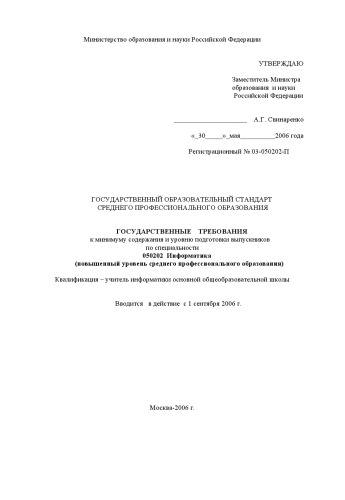 Министерство образования и науки Российской Федерации
УТВЕРЖДАЮ
Заместитель Министра
образования и науки
Российской Федерации
_____________________ А.Г. Свинаренко
«_30_____»_мая__________2006 года
Регистрационный № 03-050202-П
ГОСУДАРСТВЕННЫЙ ОБРАЗОВАТЕЛЬНЫЙ СТАНДАРТ
СРЕДНЕГО ПРОФЕССИОНАЛЬНОГО ОБРАЗОВАНИЯ
ГОСУДАРСТВЕННЫЕ ТРЕБОВАНИЯ
к минимуму содержания и уровню подготовки выпускников
по специальности
050202 Информатика
(повышенный уровень среднего профессионального образования)
Квалификация – учитель информатики основной общеобразовательной школы
Вводится в действие с 1 сентября 2006 г.
Москва-2006 г.